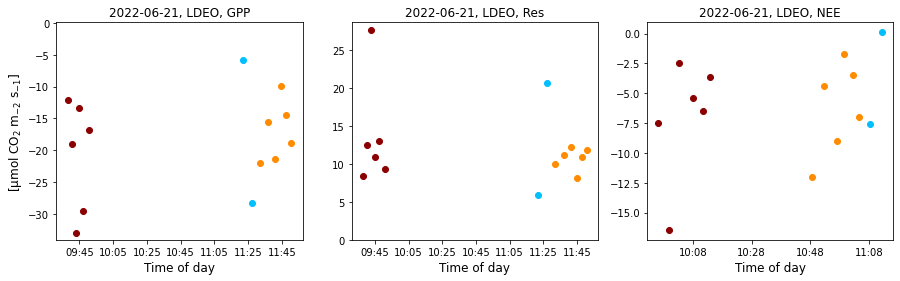 2022-06-21, LDEO, GPP
[μmol CO₂ m₋₂ s₋₁]
0
−5
−10
−15
−20
−25
−30
09:45 10:05 10:25 10:45 11:05 11:25 11:45
Time of day
2022-06-21, LDEO, Res
25
20
15
10
5
0
09:45 10:05 10:25 10:45 11:05 11:25 11:45
Time of day
2022-06-21, LDEO, NEE
0.0
−2.5
−5.0
−7.5
−10.0
−12.5
−15.0
10:08 10:28 10:48 11:08
Time of day